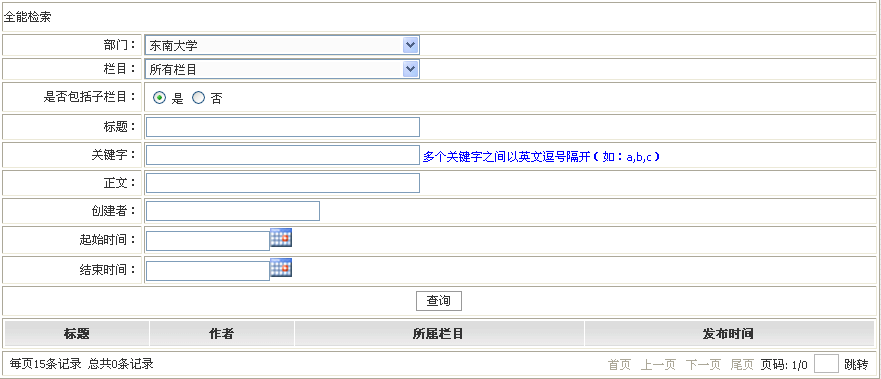 全能检索
部门： 东南大学
栏目： 所有栏目
是否包括子栏目： 是 否
标题：
关键字： 多个关键字之间以英文逗号隔开（如：a,b,c）
正文：
创建者：
起始时间：
结束时间：
查询
标题 作者 所属栏目 发布时间
每页15条记录 总共0条记录 首页 上一页 下一页 尾页 页码: 1/0 跳转